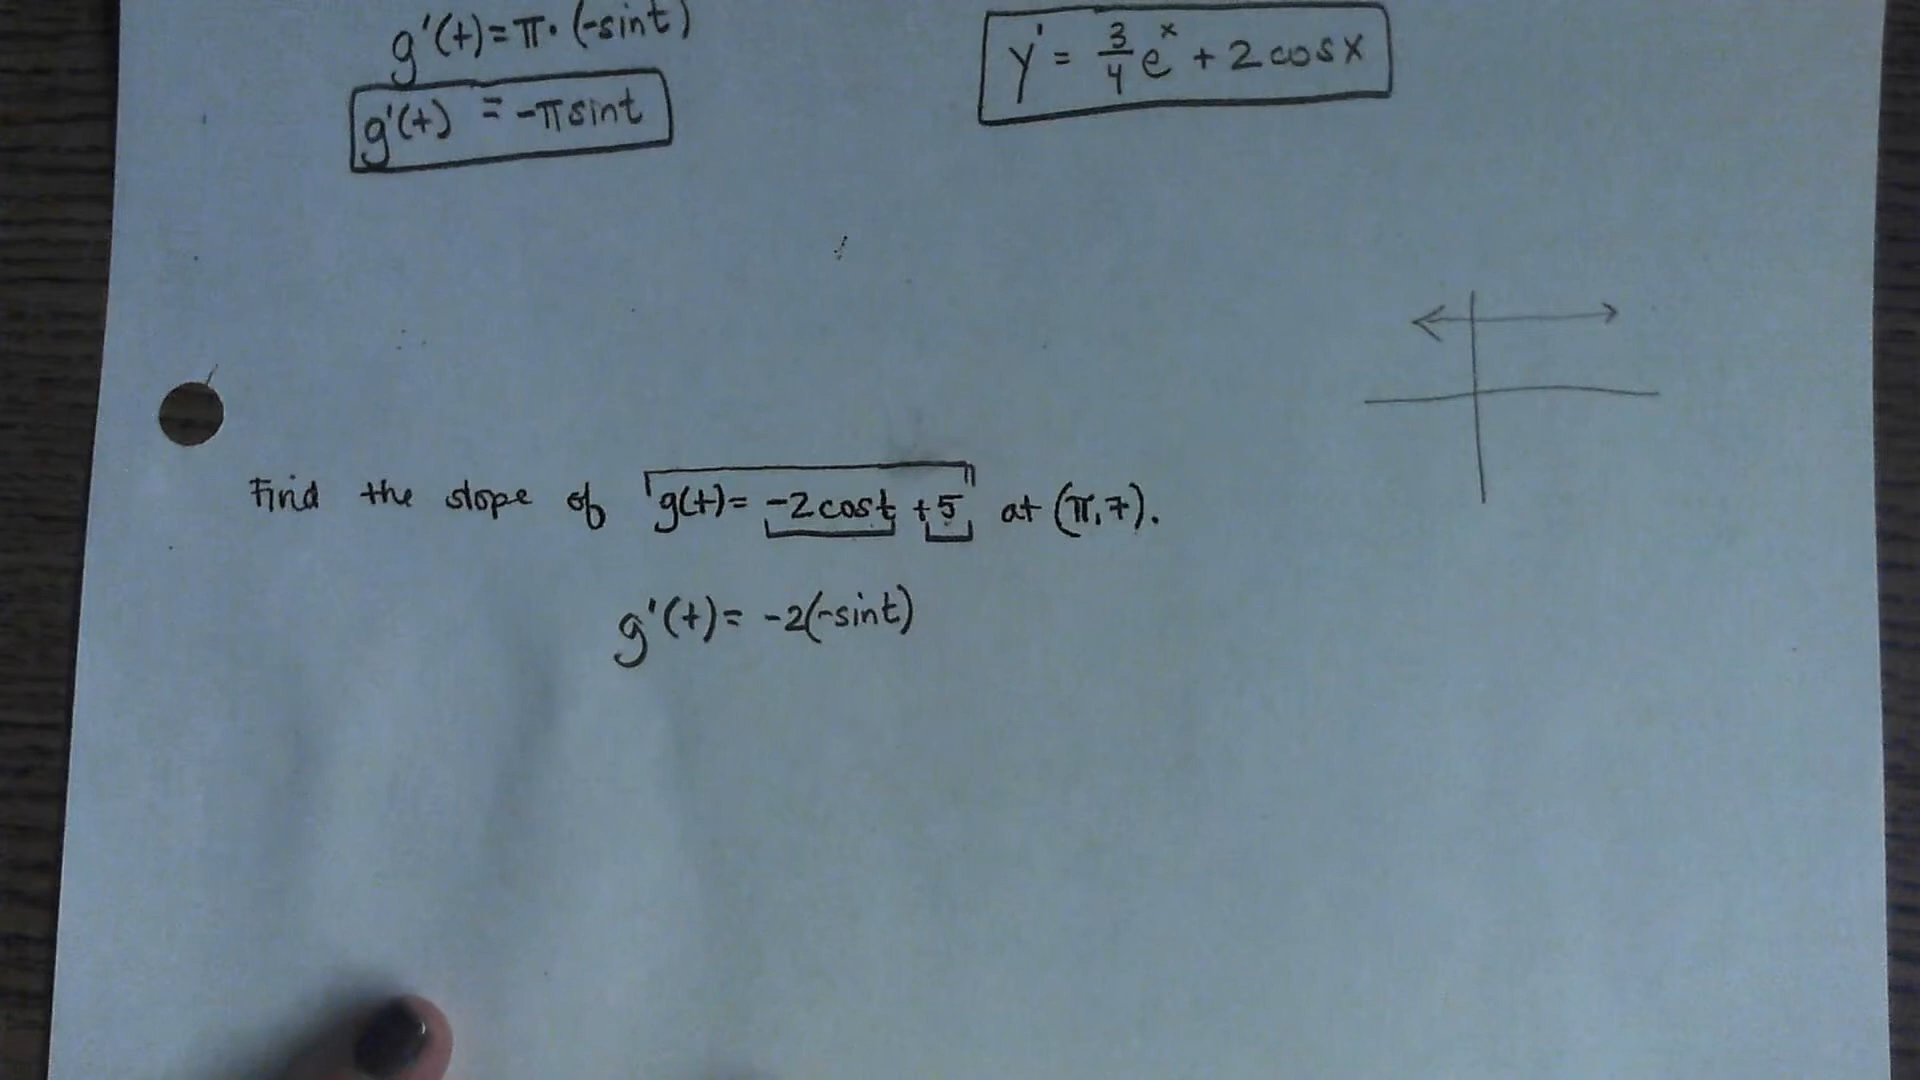 g'(t)=π·(-sint)
g'(t) = -πsint
y' = 3/4 e^x + 2cosx
Find the slope of g(t)= -2cost +5 at (π,7).
g'(t)= -2(-sint)